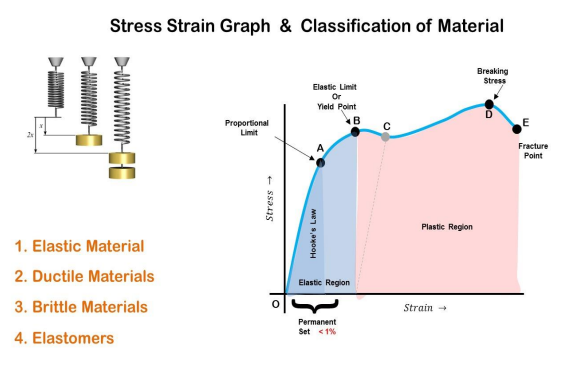 Stress Strain Graph & Classification of Material
x
2x
1. Elastic Material
2. Ductile Materials
3. Brittle Materials
4. Elastomers
Breaking
Stress
Elastic Limit
Or
Yield Point
Proportional
Limit
A
B
C
D
E
Fracture
Point
Stress →
Hooke's Law
Plastic Region
Elastic Region
O
Strain →
Permanent
Set < 1%